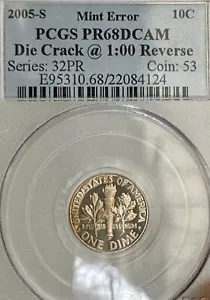 2005-S Mint Error 10C
PCGS PR68DCAM
Die Crack @ 1:00 Reverse
Series: 32PR Coin: 53
E95310.68/22084124
UNITED STATES OF AMERICA
ONE DIME